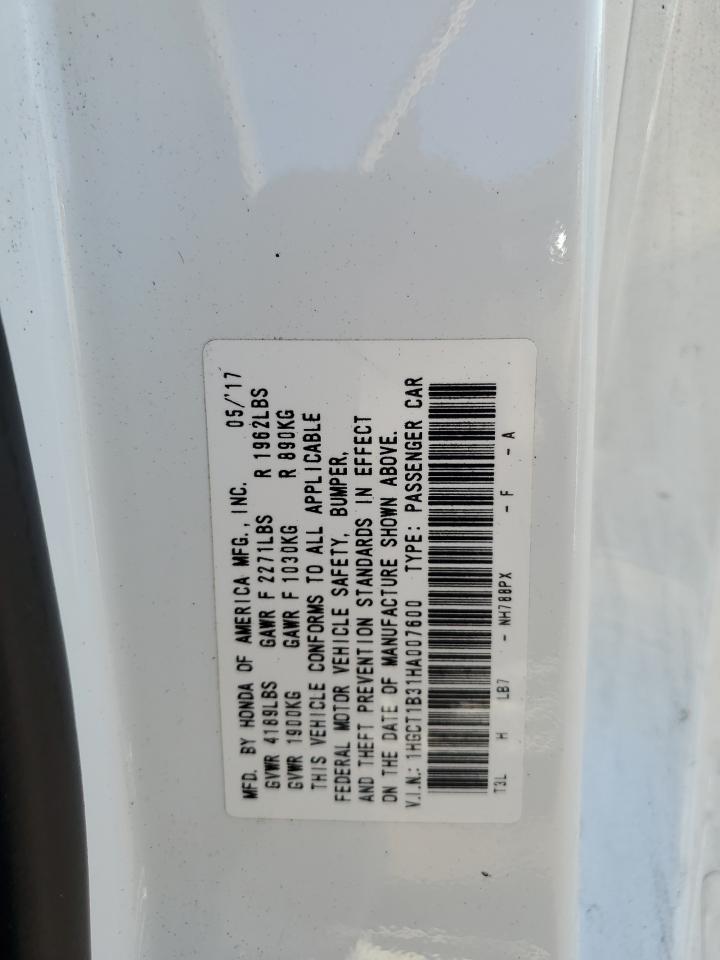 MFD. BY HONDA OF AMERICA MFG., INC. 05/'17
GVWR 4189LBS GAWR F 2271LBS R 1962LBS
GVWR 1900KG GAWR F 1030KG R 890KG
THIS VEHICLE CONFORMS TO ALL APPLICABLE
FEDERAL MOTOR VEHICLE SAFETY, BUMPER,
AND THEFT PREVENTION STANDARDS IN EFFECT
ON THE DATE OF MANUFACTURE SHOWN ABOVE.
V.I.N.: 1HGCT1B31HA007600 TYPE: PASSENGER CAR
T3L H LB7 - NH788PX - F - A